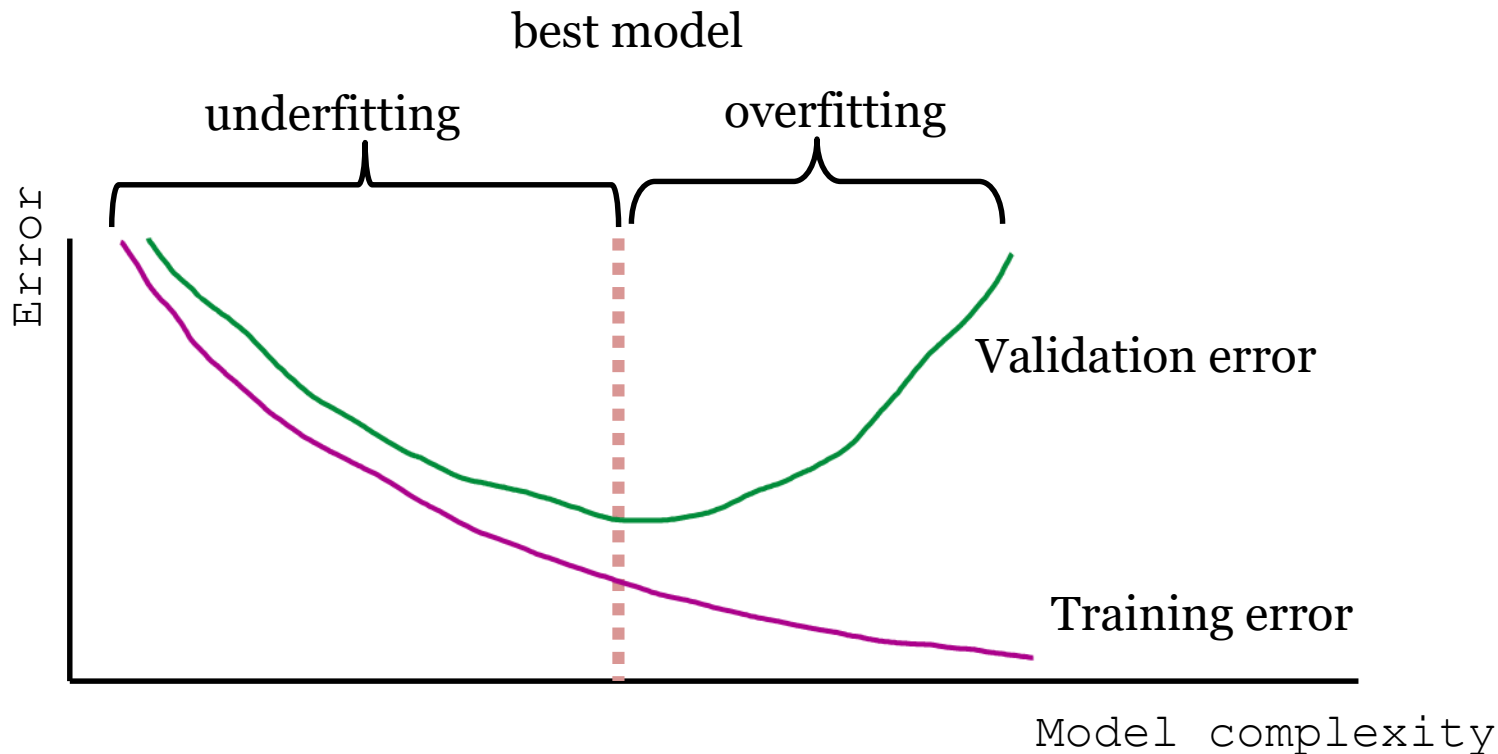 best model
underfitting
overfitting
Error
Validation error
Training error
Model complexity